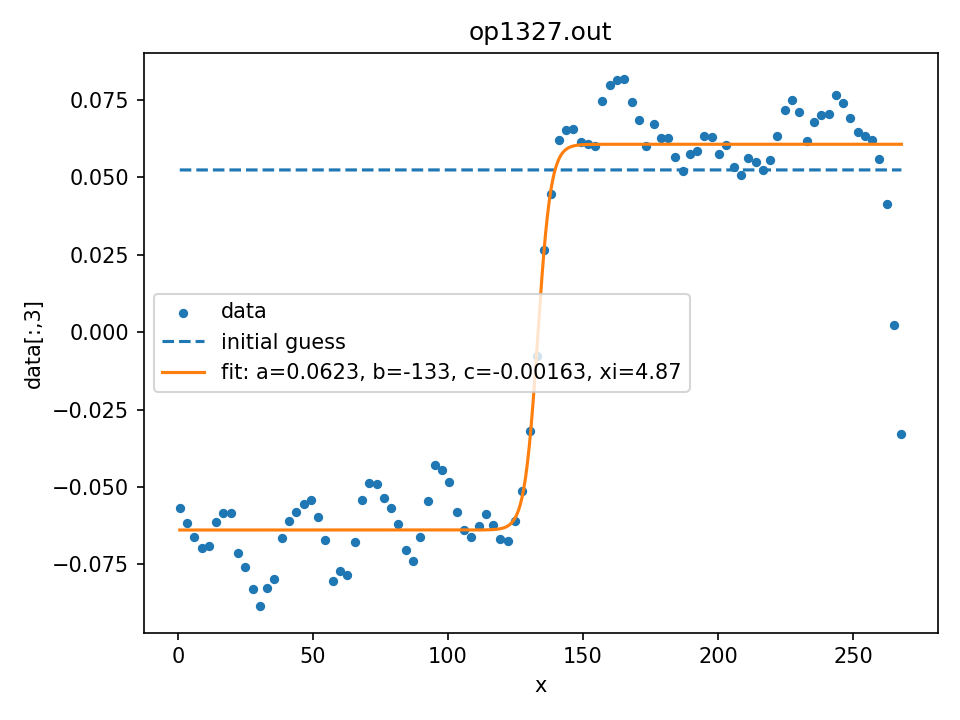 op1327.out
0.075
0.050
0.025
0.000
−0.025
−0.050
−0.075
data[:,3]
data
initial guess
fit: a=0.0623, b=-133, c=-0.00163, xi=4.87
0 50 100 150 200 250
x